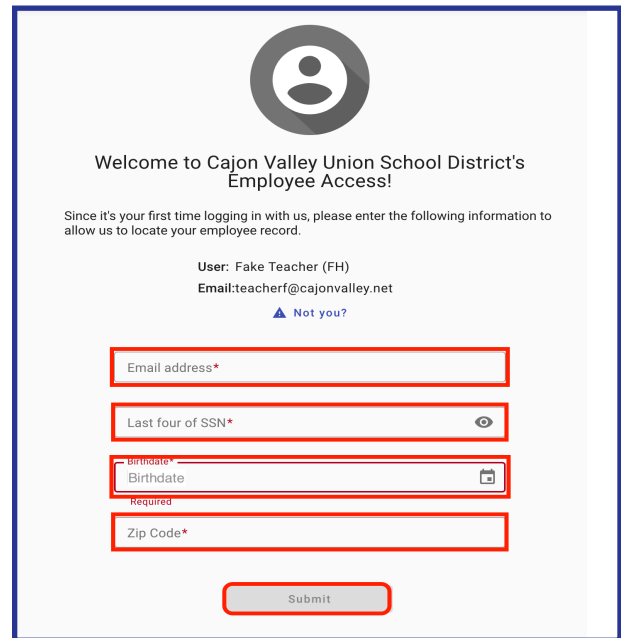 Welcome to Cajon Valley Union School District's
Employee Access!
Since it's your first time logging in with us, please enter the following information to
allow us to locate your employee record.
User: Fake Teacher (FH)
Email:teacherf@cajonvalley.net
Not you?
Email address*
Last four of SSN*
Birthdate*
Birthdate
Required
Zip Code*
Submit